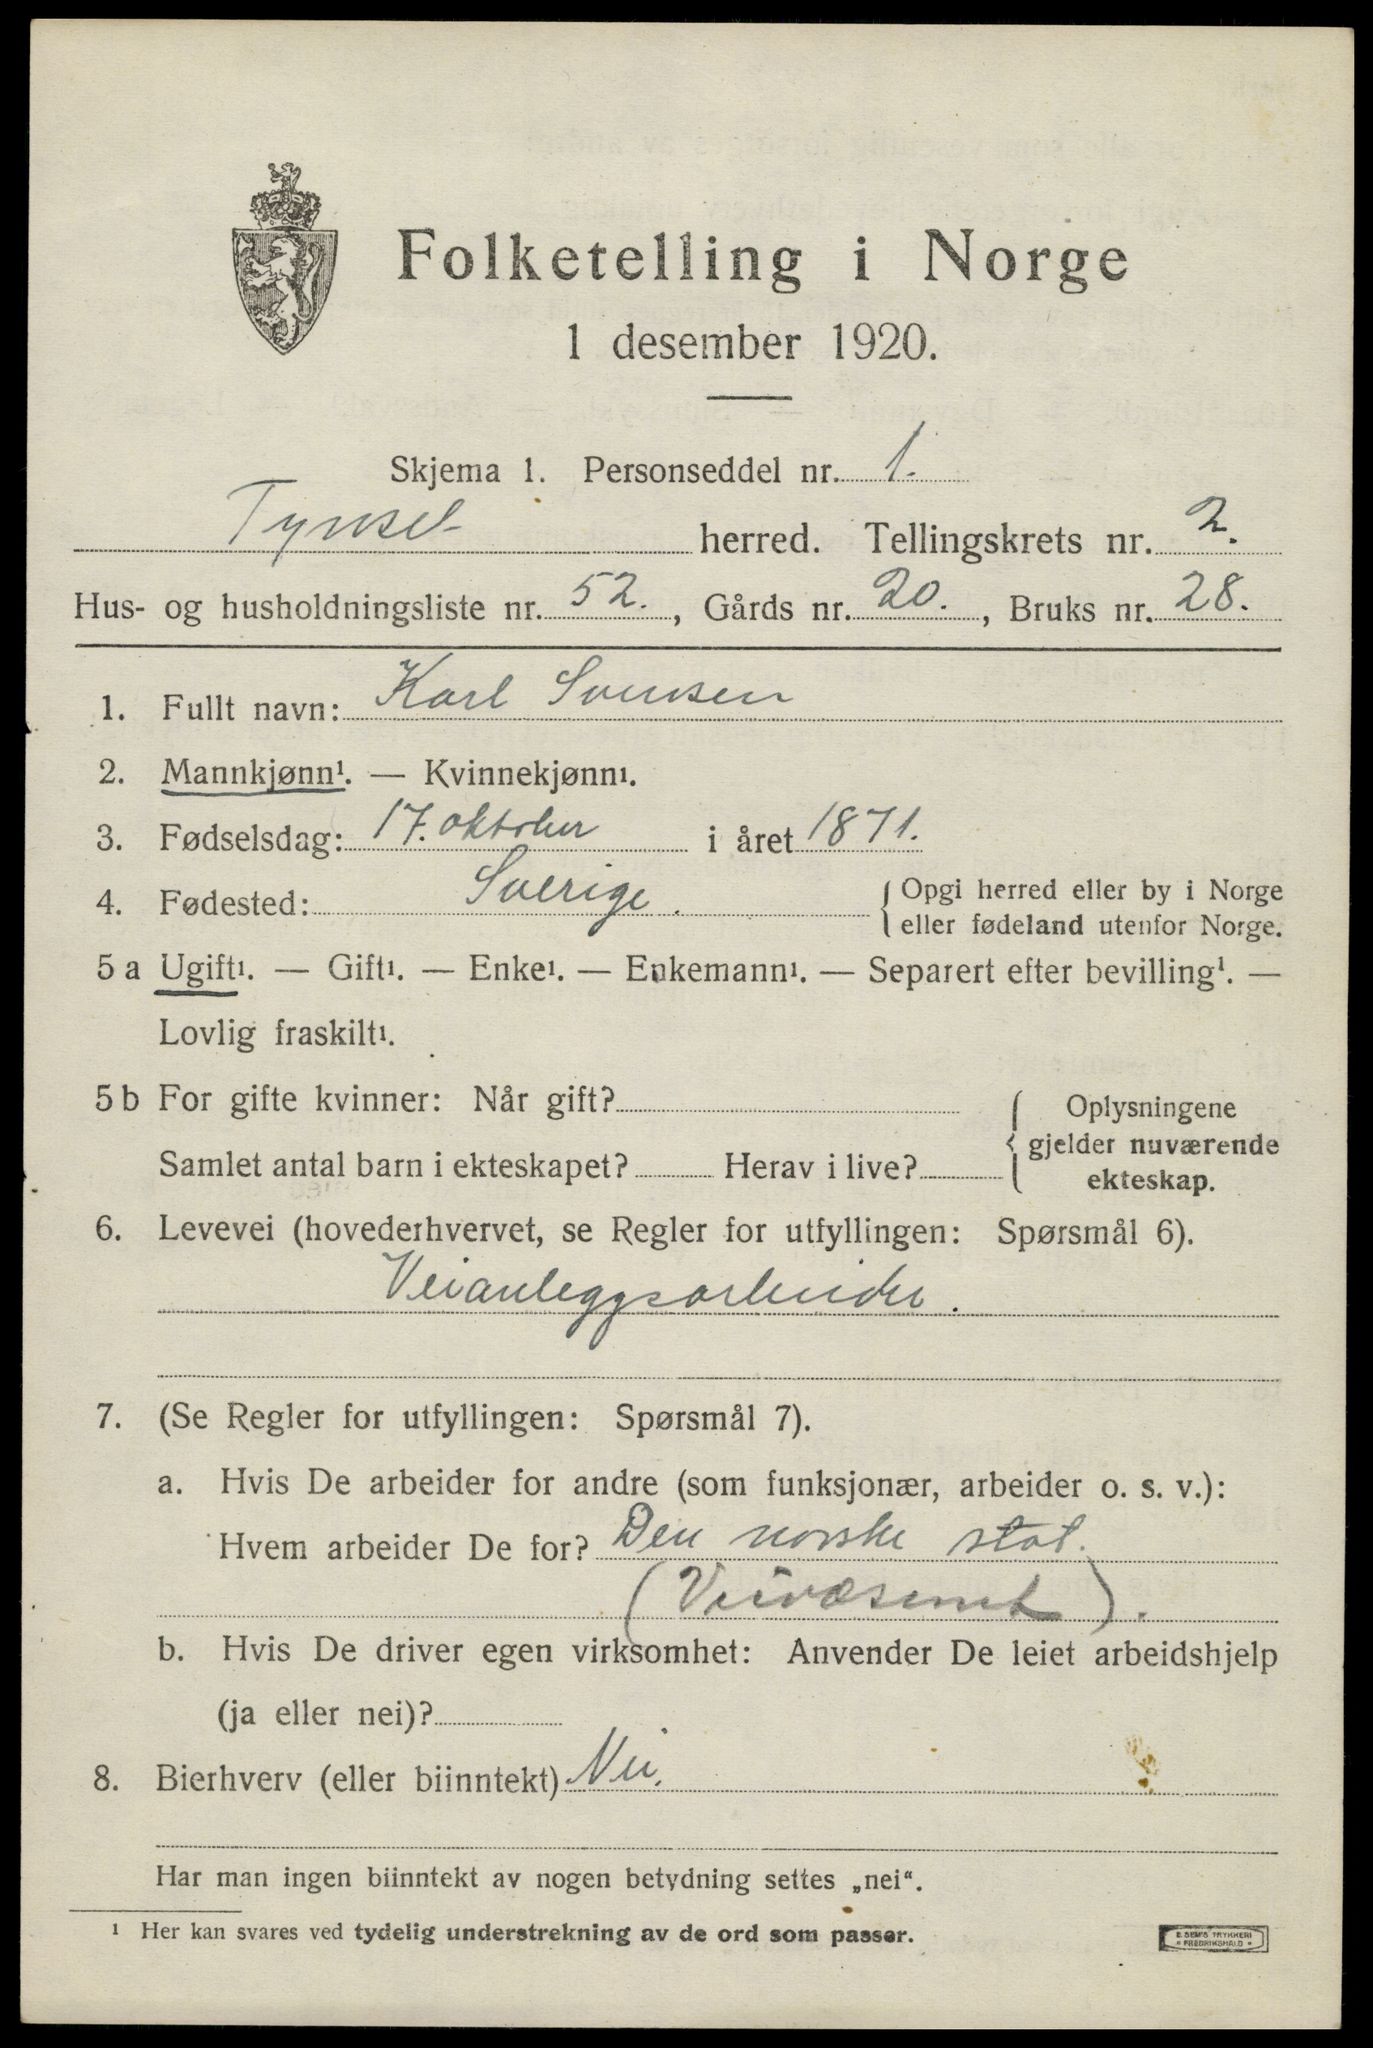 Folketelling i Norge
1 desember 1920.
Skjema 1. Personseddel nr. 1.
Tynset herred. Tellingskrets nr. 2.
Hus- og husholdningsliste nr. 52., Gårds nr. 20., Bruks nr. 28.
1. Fullt navn: Karl Svensen
2. Mannkjønn¹. — Kvinnekjønn¹.
3. Fødselsdag: 17. oktober i året 1871.
4. Fødested: Sverige. { Opgi herred eller by i Norge
eller fødeland utenfor Norge.
5 a Ugift¹. — Gift¹. — Enke¹. — Enkemann¹. — Separert efter bevilling¹. —
Lovlig fraskilt¹.
5 b For gifte kvinner: Når gift? { Oplysningene
gjelder nuværende
Samlet antal barn i ekteskapet? Herav i live?
ekteskap.
6. Levevei (hovederhvervet, se Regler for utfyllingen: Spørsmål 6).
Veianleggsarbeider.
7. (Se Regler for utfyllingen: Spørsmål 7).
a. Hvis De arbeider for andre (som funksjonær, arbeider o. s. v.):
Hvem arbeider De for? Den norske stat.
(Veivæsenet).
b. Hvis De driver egen virksomhet: Anvender De leiet arbeidshjelp
(ja eller nei)?
8. Bierhverv (eller biinntekt) Nei.
Har man ingen biinntekt av nogen betydning settes „nei“.
¹ Her kan svares ved tydelig understrekning av de ord som passer.
E. SEM'S TRYKKERI
FREDRIKSHALD